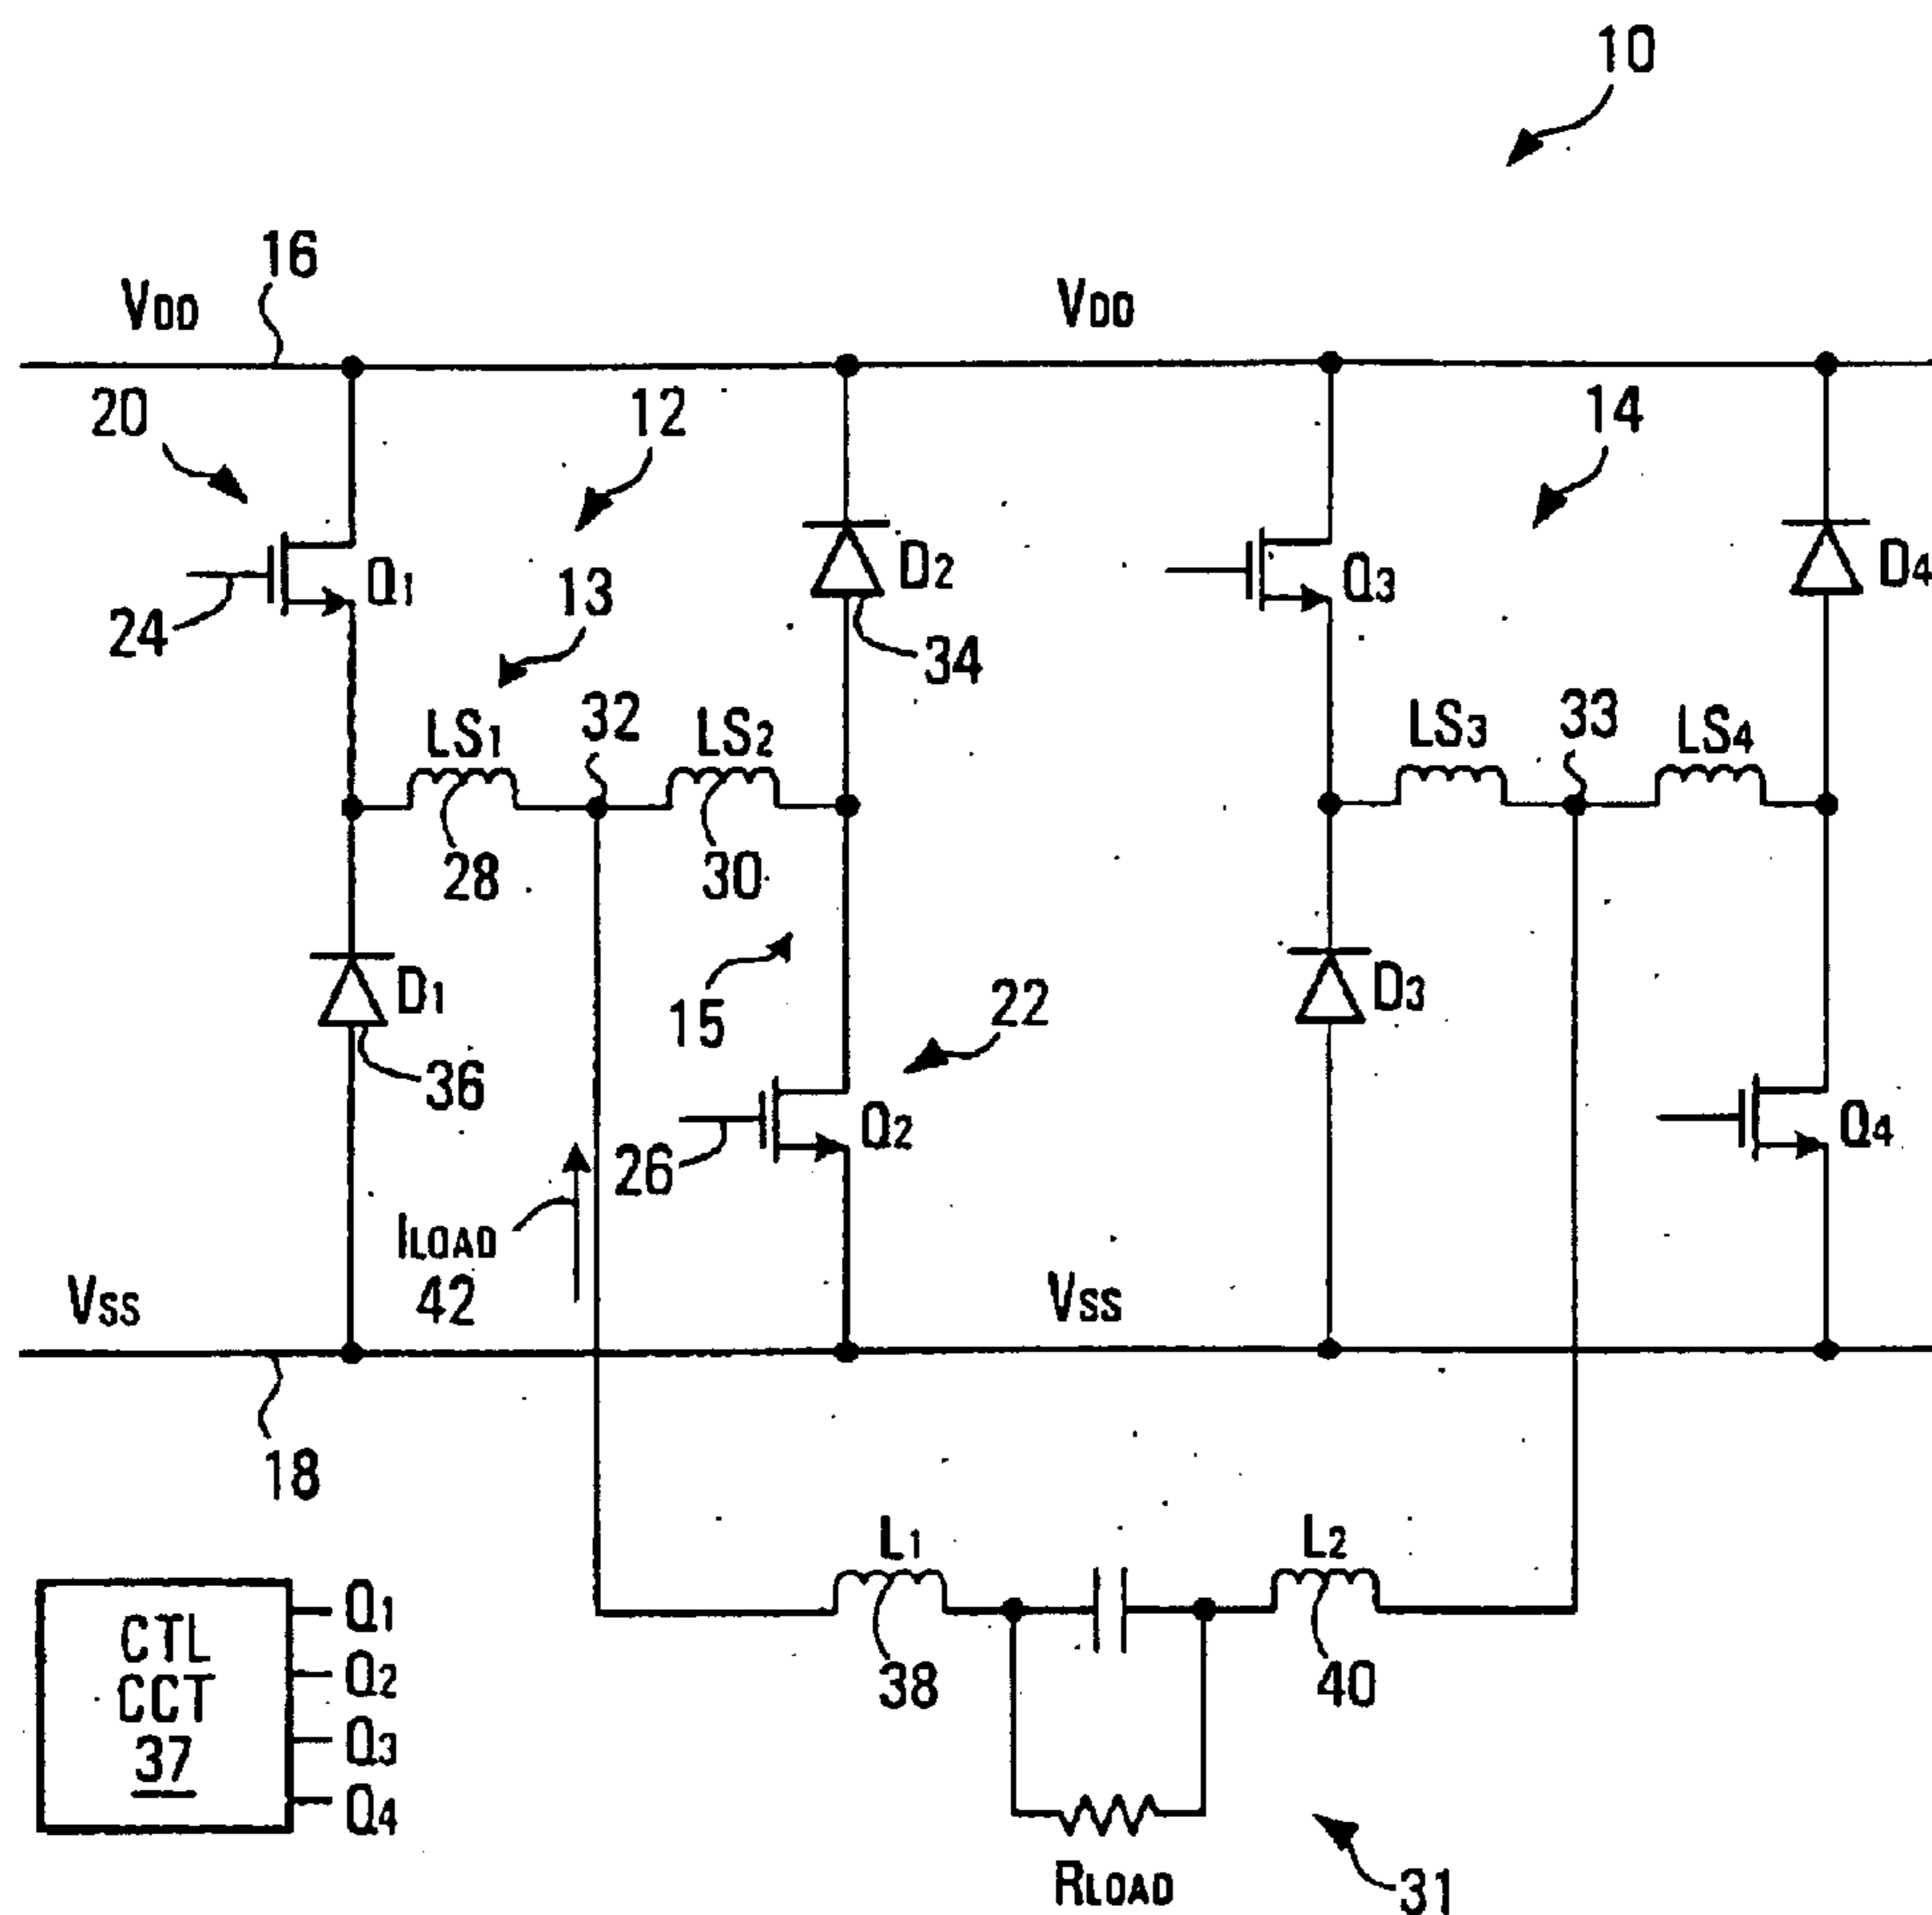 10
16
VDD
VDD
20
12
14
Q1
D2
Q3
D4
13
24
34
LS1
32
LS2
LS3
33
LS4
28
30
D1
15
22
D3
36
26
Q2
Q4
ILOAD
42
VSS
VSS
18
L1
L2
CTL
CCT
37
Q1
Q2
Q3
Q4
38
40
RLOAD
31